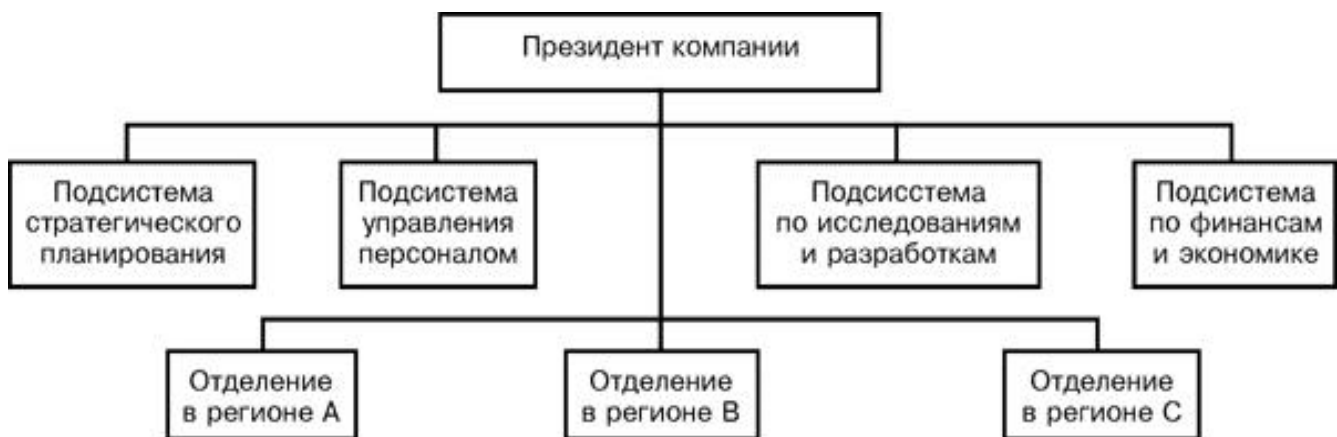 Президент компании
Подсистема
стратегического
планирования
Подсистема
управления
персоналом
Подсисстема
по исследованиям
и разработкам
Подсистема
по финансам
и экономике
Отделение
в регионе А
Отделение
в регионе В
Отделение
в регионе С